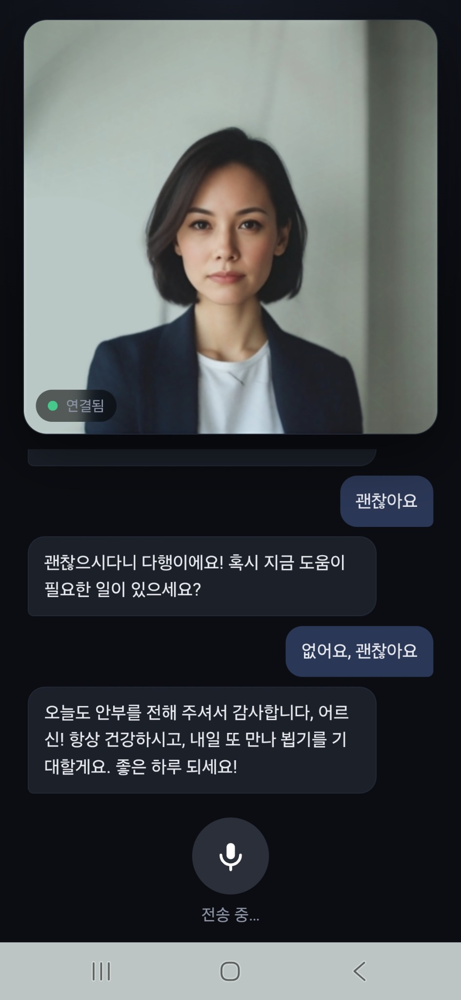 연결됨
괜찮아요
괜찮으시다니 다행이에요! 혹시 지금 도움이
필요한 일이 있으세요?
없어요, 괜찮아요
오늘도 안부를 전해 주셔서 감사합니다, 어르
신! 항상 건강하시고, 내일 또 만나 뵙기를 기
대할게요. 좋은 하루 되세요!
전송 중...